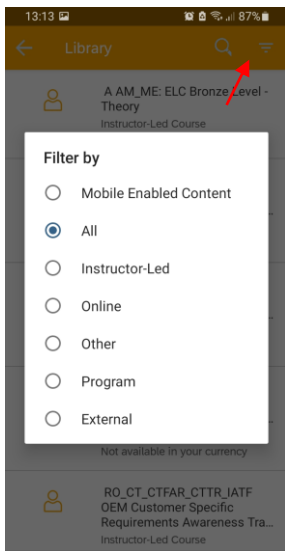 13:13 87%
Library
A AM_ME: ELC Bronze Level -
Theory
Instructor-Led Course
Filter by
Mobile Enabled Content
All
Instructor-Led
Online
Other
Program
External
Not available in your currency
RO_CT_CTFAR_CTTR_IATF
OEM Customer Specific
Requirements Awareness Tra...
Instructor-Led Course